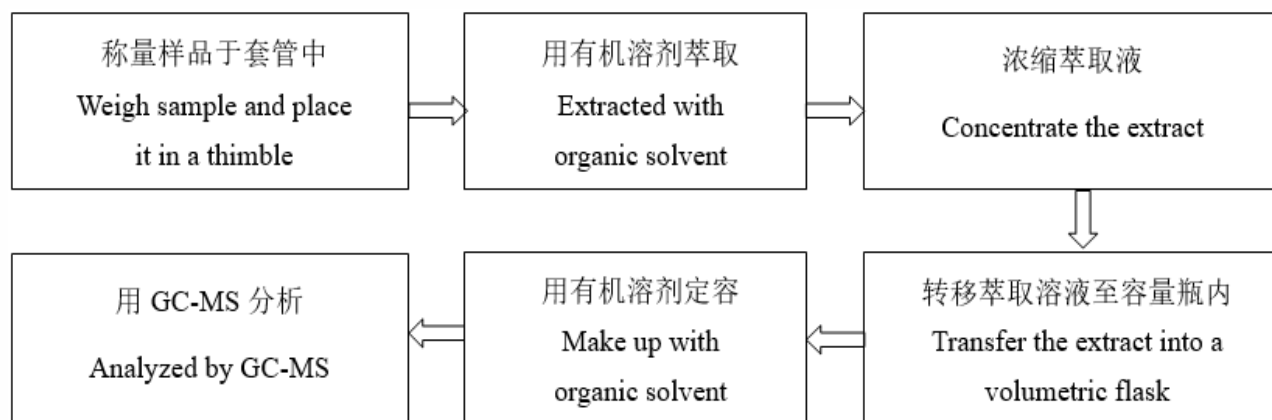 称量样品于套管中
Weigh sample and place
it in a thimble
用有机溶剂萃取
Extracted with
organic solvent
浓缩萃取液
Concentrate the extract
转移萃取溶液至容量瓶内
Transfer the extract into a
volumetric flask
用有机溶剂定容
Make up with
organic solvent
用 GC-MS 分析
Analyzed by GC-MS